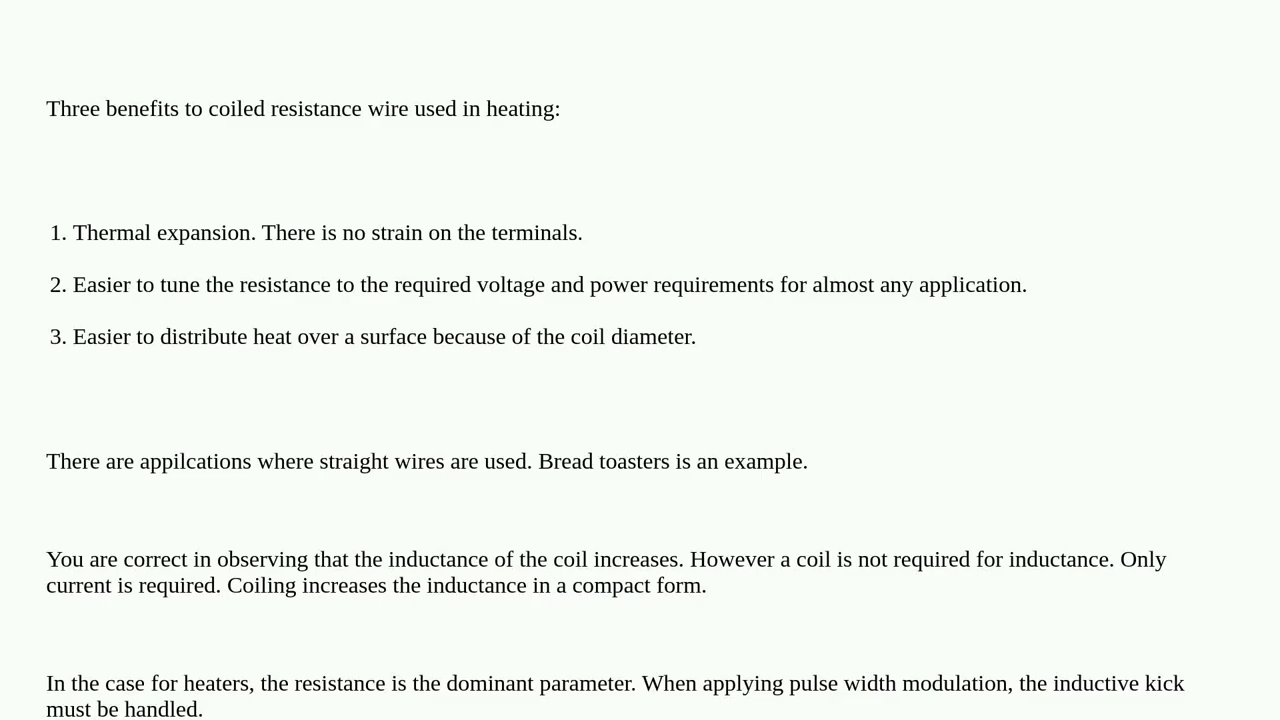 Three benefits to coiled resistance wire used in heating:
1. Thermal expansion. There is no strain on the terminals.
2. Easier to tune the resistance to the required voltage and power requirements for almost any application.
3. Easier to distribute heat over a surface because of the coil diameter.
There are appilcations where straight wires are used. Bread toasters is an example.
You are correct in observing that the inductance of the coil increases. However a coil is not required for inductance. Only
current is required. Coiling increases the inductance in a compact form.
In the case for heaters, the resistance is the dominant parameter. When applying pulse width modulation, the inductive kick
must be handled.